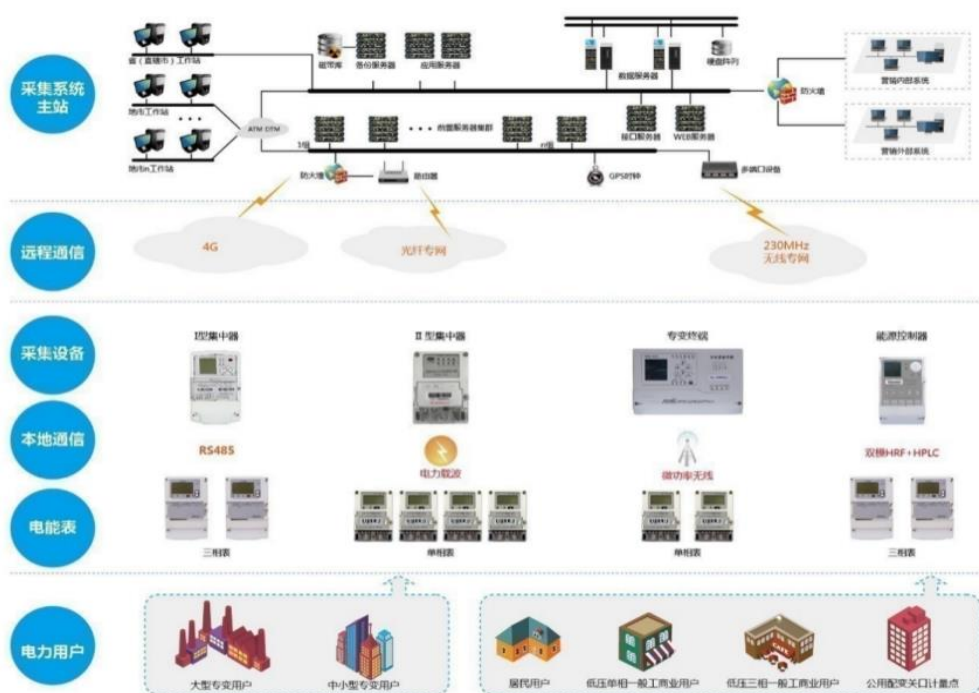 采集系统
主站
省（直辖市）工作站
地市工作站
地市n工作站
ATM DTM
磁带库
备份服务器
应用服务器
数据服务器
硬盘阵列
防火墙
营销内部系统
营销外部系统
1组
前置服务器集群
n组
接口服务器
WEB服务器
防火墙
路由器
GPS时钟
多端口设备
远程通信
4G
光纤专网
230MHz
无线专网
采集设备
I型集中器
II型集中器
专变终端
能源控制器
本地通信
RS485
电力载波
微功率无线
双模HRF+HPLC
电能表
三相表
单相表
单相表
三相表
电力用户
大型专变用户
中小型专变用户
居民用户
低压单相一般工商业用户
低压三相一般工商业用户
公用配变关口计量点